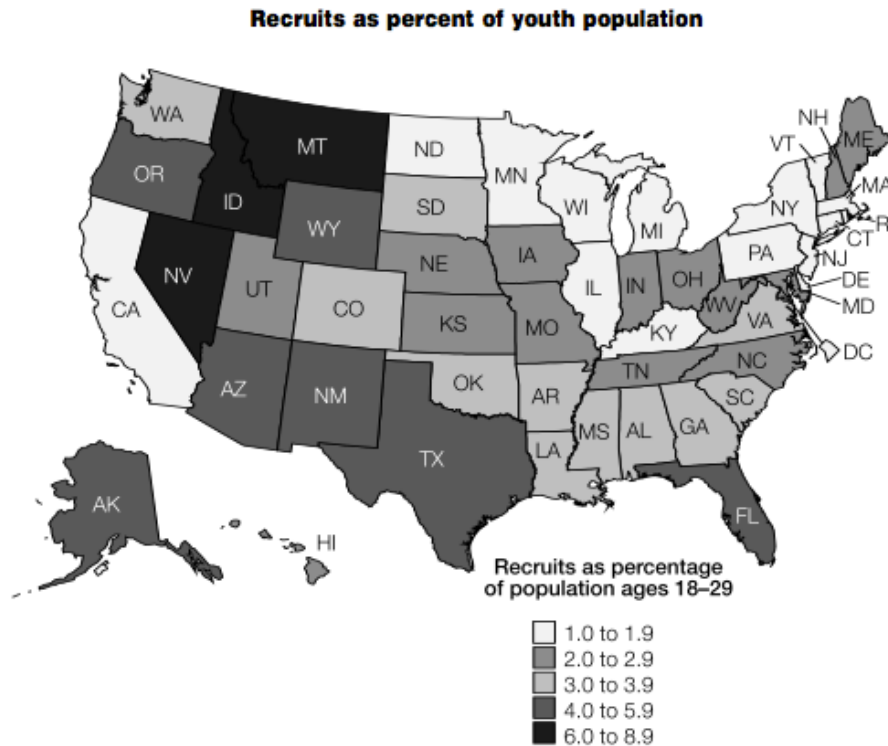 Recruits as percent of youth population
WA
OR
MT
ID
WY
NV
UT
CA
AZ
CO
NM
ND
SD
NE
KS
OK
TX
MN
IA
MO
AR
LA
WI
IL
MI
IN
OH
KY
TN
MS
AL
GA
FL
SC
NC
VA
WV
PA
NY
VT
NH
ME
MA
R
CT
NJ
DE
MD
DC
AK
HI
Recruits as percentage
of population ages 18–29
1.0 to 1.9
2.0 to 2.9
3.0 to 3.9
4.0 to 5.9
6.0 to 8.9